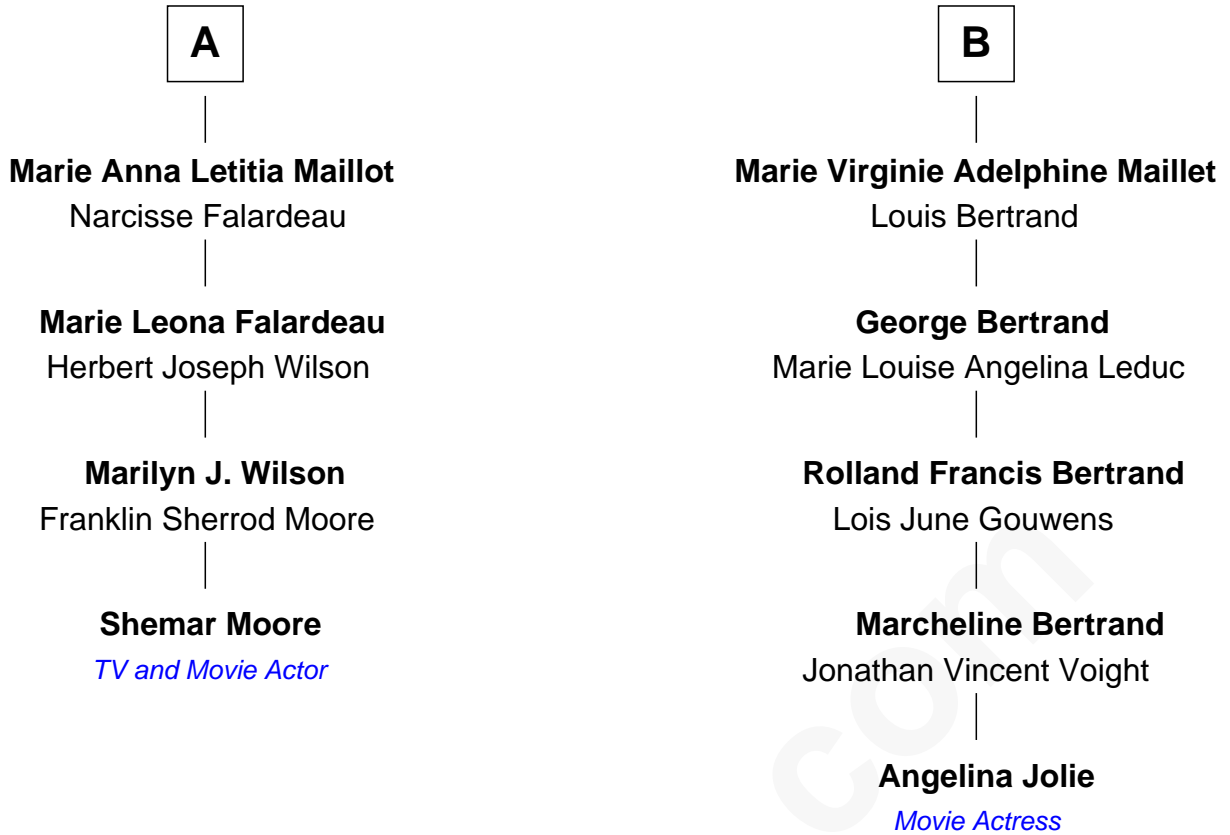 A
Marie Anna Letitia Maillot
Narcisse Falardeau
Marie Leona Falardeau
Herbert Joseph Wilson
Marilyn J. Wilson
Franklin Sherrod Moore
Shemar Moore
TV and Movie Actor
B
Marie Virginie Adelphine Maillet
Louis Bertrand
George Bertrand
Marie Louise Angelina Leduc
Rolland Francis Bertrand
Lois June Gouwens
Marcheline Bertrand
Jonathan Vincent Voight
Angelina Jolie
Movie Actress
com